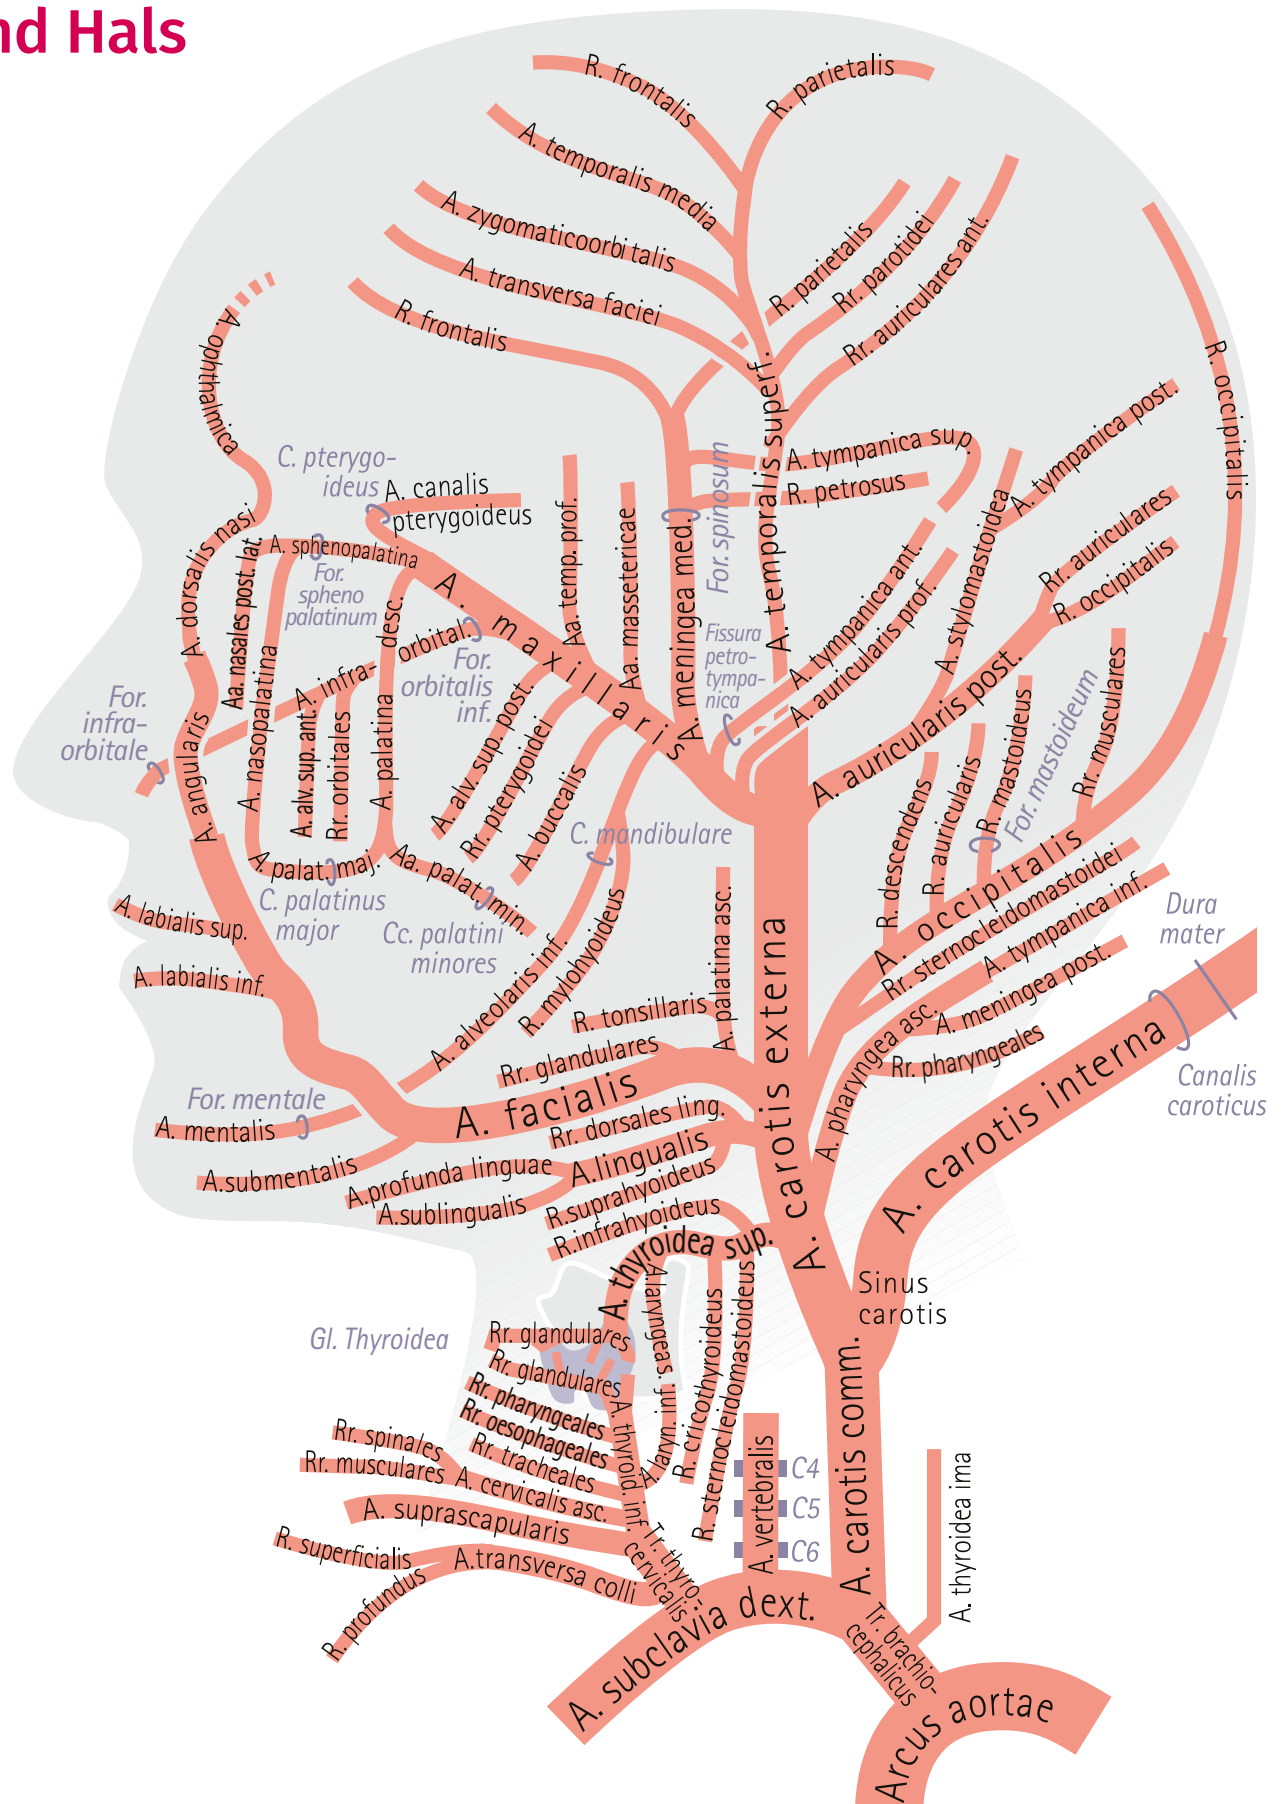 nd Hals
R. frontalis
R. parietalis
A. temporalis media
A. zygomaticoorbitalis
A. transversa faciei
R. frontalis
R. parietalis
Rr. parotidei
Rr. auriculares ant.
R. occipitalis
A. ophthalmica
A. temporalis superf.
A. tympanica sup.
R. petrosus
For. spinosum
A. tympanica post.
A. stylomastoidea
Rr. auriculares
R. occipitalis
C. pterygo-
ideus
A. canalis
pterygoideus
A. dorsalis nasi
Aa. nasales post. lat.
A. sphenopalatina
For.
spheno
palatinum
A. maxillaris
Aa. temp. prof.
Aa. massetericae
A. meningea med.
Fissura
petro-
tympa-
nica
A. tympanica ant.
A. auricularis prof.
A. auricularis post.
For.
infra-
orbitale
A. infra-
orbital.
For.
orbitalis
inf.
A. angularis
A. nasopalatina
A. alv. sup. ant.
Rr. orbitales
A. palatina
desc.
A. alv. sup. post.
Rr. pterygoidei
A. buccalis
C. mandibulare
A. palat. maj.
C. palatinus
major
Aa. palat. min.
Cc. palatini
minores
R. descendens
R. auricularis
R. mastoideus
For. mastoideum
Rr. musculares
A. occipitalis
Rr. sternocleidomastoidei
A. tympanica inf.
A. meningea post.
A. pharyngea asc.
Rr. pharyngeales
Dura
mater
Canalis
caroticus
A. labialis sup.
A. labialis inf.
A. alveolaris inf.
R. mylohyoideus
R. tonsillaris
A. palatina asc.
Rr. glandulares
A. facialis
A. carotis externa
A. carotis interna
For. mentale
A. mentalis
A.submentalis
Rr. dorsales ling.
A.lingualis
A.profunda linguae
A.sublingualis
R.suprahyoideus
R.infrahyoideus
A. thyroidea sup.
Sinus
carotis
Gl. Thyroidea
Rr. glandulares
Rr. glandulares
Rr. pharyngeales
Rr. oesophageales
Rr. tracheales
A.laryngea s. jui.
A.laryn.
R. cricothyroideus
R. sternocleidomastoideus
A. thyroid. inf.
Rr. spinales
Rr. musculares
A. cervicalis asc.
A. suprascapularis
R. superficialis
A.transversa colli
R. profundus
Tr. thyro-
cervicalis
A. vertebralis
C4
C5
C6
A. carotis comm.
A. thyroidea ima
A. subclavia dext.
Tr. brachio-
cephalicus
Arcus aortae